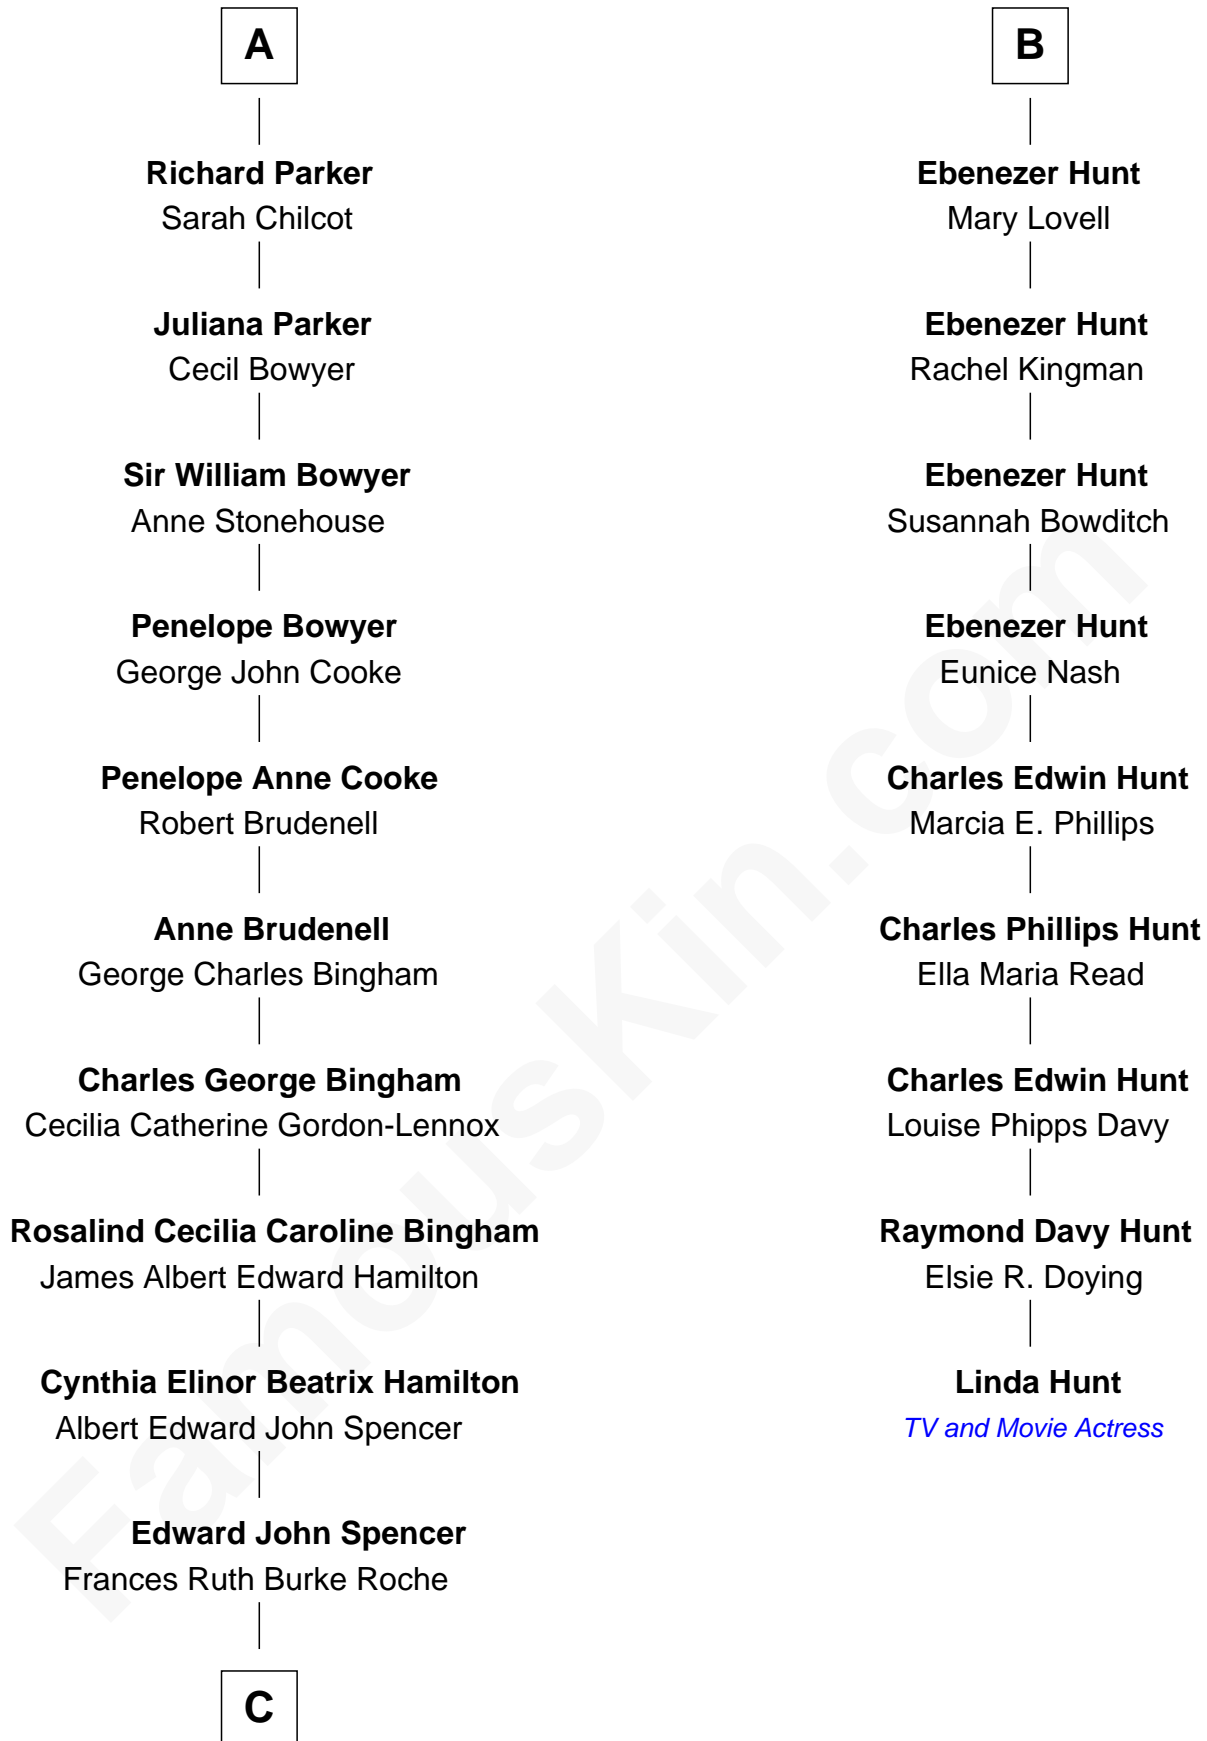 A
Richard Parker
Sarah Chilcot
Juliana Parker
Cecil Bowyer
Sir William Bowyer
Anne Stonehouse
Penelope Bowyer
George John Cooke
Penelope Anne Cooke
Robert Brudenell
Anne Brudenell
George Charles Bingham
Charles George Bingham
Cecilia Catherine Gordon-Lennox
Rosalind Cecilia Caroline Bingham
James Albert Edward Hamilton
Cynthia Elinor Beatrix Hamilton
Albert Edward John Spencer
Edward John Spencer
Frances Ruth Burke Roche
C
B
Ebenezer Hunt
Mary Lovell
Ebenezer Hunt
Rachel Kingman
Ebenezer Hunt
Susannah Bowditch
Ebenezer Hunt
Eunice Nash
Charles Edwin Hunt
Marcia E. Phillips
Charles Phillips Hunt
Ella Maria Read
Charles Edwin Hunt
Louise Phipps Davy
Raymond Davy Hunt
Elsie R. Doying
Linda Hunt
TV and Movie Actress
FamousKin.com